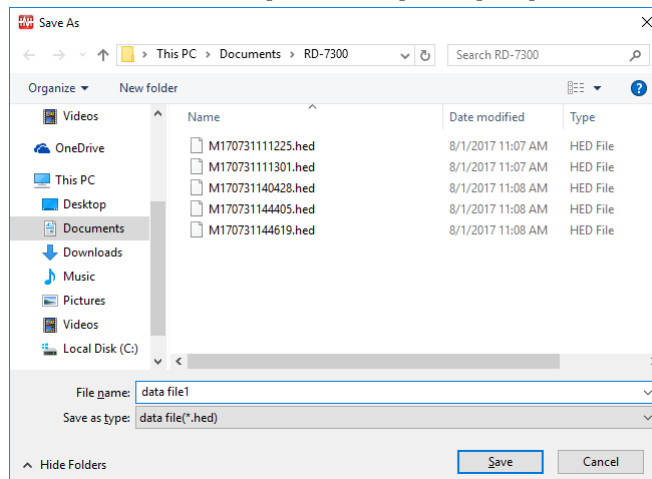 Save As
This PC > Documents > RD-7300
Search RD-7300
Organize
New folder
Videos
OneDrive
This PC
Desktop
Documents
Downloads
Music
Pictures
Videos
Local Disk (C:)
Name Date modified Type
M170731111225.hed 8/1/2017 11:07 AM HED File
M170731111301.hed 8/1/2017 11:07 AM HED File
M170731140428.hed 8/1/2017 11:08 AM HED File
M170731144405.hed 8/1/2017 11:08 AM HED File
M170731144619.hed 8/1/2017 11:08 AM HED File
File name: data file1
Save as type: data file(*.hed)
Hide Folders
Save
Cancel